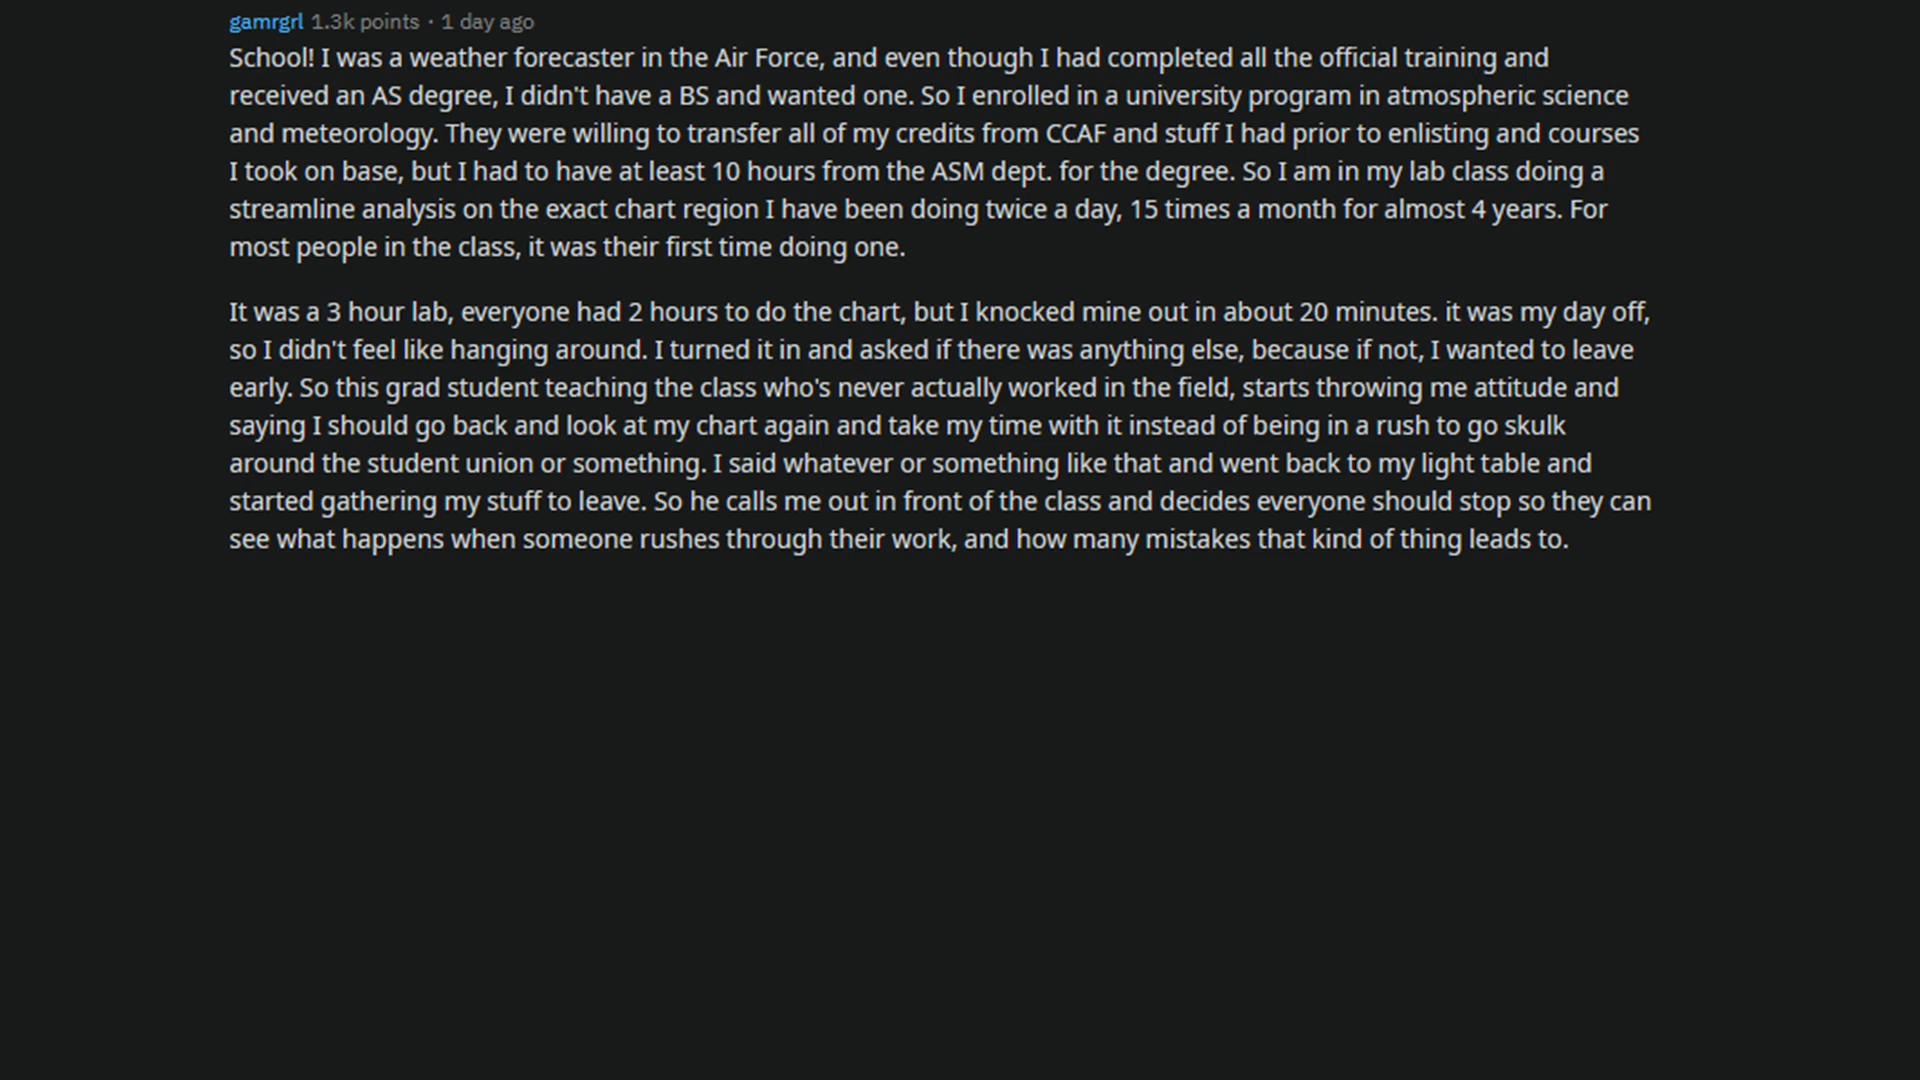 gamrgrl 1.3k points · 1 day ago
School! I was a weather forecaster in the Air Force, and even though I had completed all the official training and
received an AS degree, I didn't have a BS and wanted one. So I enrolled in a university program in atmospheric science
and meteorology. They were willing to transfer all of my credits from CCAF and stuff I had prior to enlisting and courses
I took on base, but I had to have at least 10 hours from the ASM dept. for the degree. So I am in my lab class doing a
streamline analysis on the exact chart region I have been doing twice a day, 15 times a month for almost 4 years. For
most people in the class, it was their first time doing one.
It was a 3 hour lab, everyone had 2 hours to do the chart, but I knocked mine out in about 20 minutes. it was my day off,
so I didn't feel like hanging around. I turned it in and asked if there was anything else, because if not, I wanted to leave
early. So this grad student teaching the class who's never actually worked in the field, starts throwing me attitude and
saying I should go back and look at my chart again and take my time with it instead of being in a rush to go skulk
around the student union or something. I said whatever or something like that and went back to my light table and
started gathering my stuff to leave. So he calls me out in front of the class and decides everyone should stop so they can
see what happens when someone rushes through their work, and how many mistakes that kind of thing leads to.